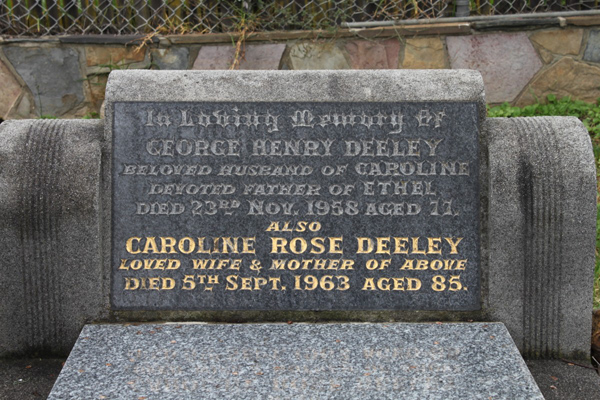 In Loving Memory Of
GEORGE HENRY DEELEY
BELOVED HUSBAND OF CAROLINE
DEVOTED FATHER OF ETHEL
DIED 23RD NOV. 1958 AGED 77.
ALSO
CAROLINE ROSE DEELEY
LOVED WIFE & MOTHER OF ABOVE
DIED 5TH SEPT. 1963 AGED 85.